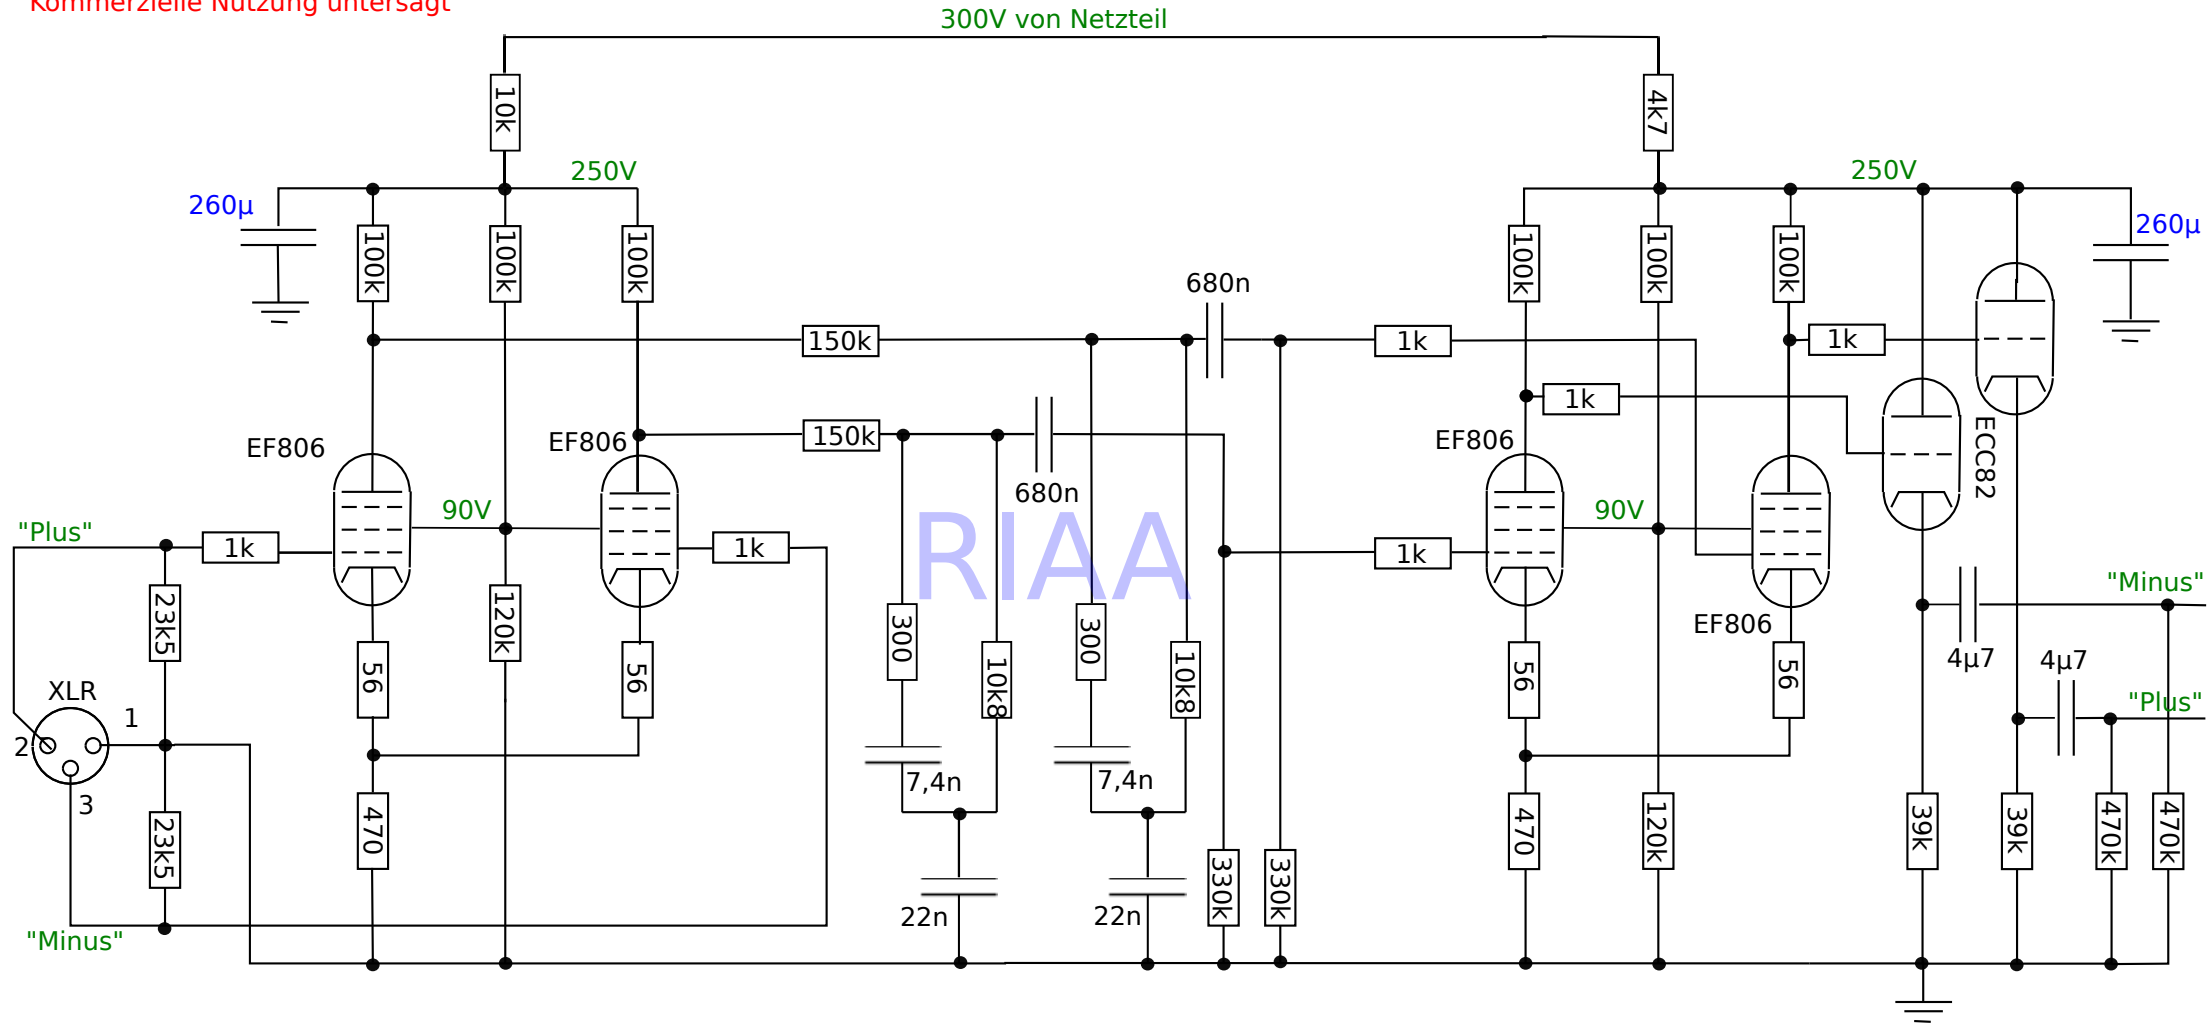 Kommerzielle Nutzung untersagt
300V von Netzteil
10k
4k7
250V
250V
260µ
260µ
100k
100k
100k
100k
100k
100k
680n
150k
1k
1k
1k
150k
EF806
EF806
EF806
ECC82
680n
90V
90V
RIAA
"Plus"
1k
1k
1k
"Minus"
23k5
120k
300
10k8
300
10k8
EF806
56
56
56
56
4µ7
4µ7
XLR
1
2
3
"Plus"
7,4n
7,4n
470
23k5
470
120k
39k
39k
470k
470k
330k
330k
22n
22n
"Minus"